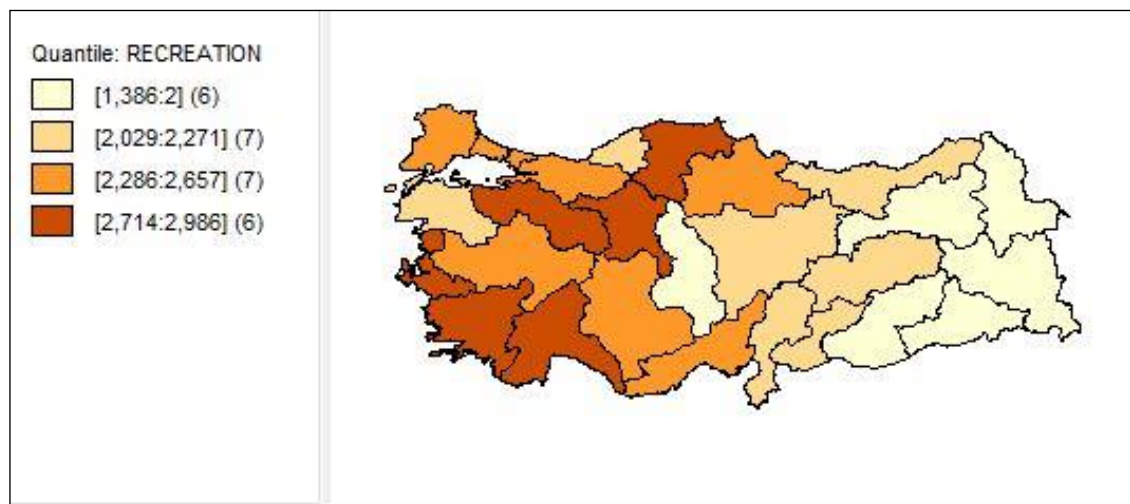 Quantile: RECREATION
[1,386:2] (6)
[2,029:2,271] (7)
[2,286:2,657] (7)
[2,714:2,986] (6)